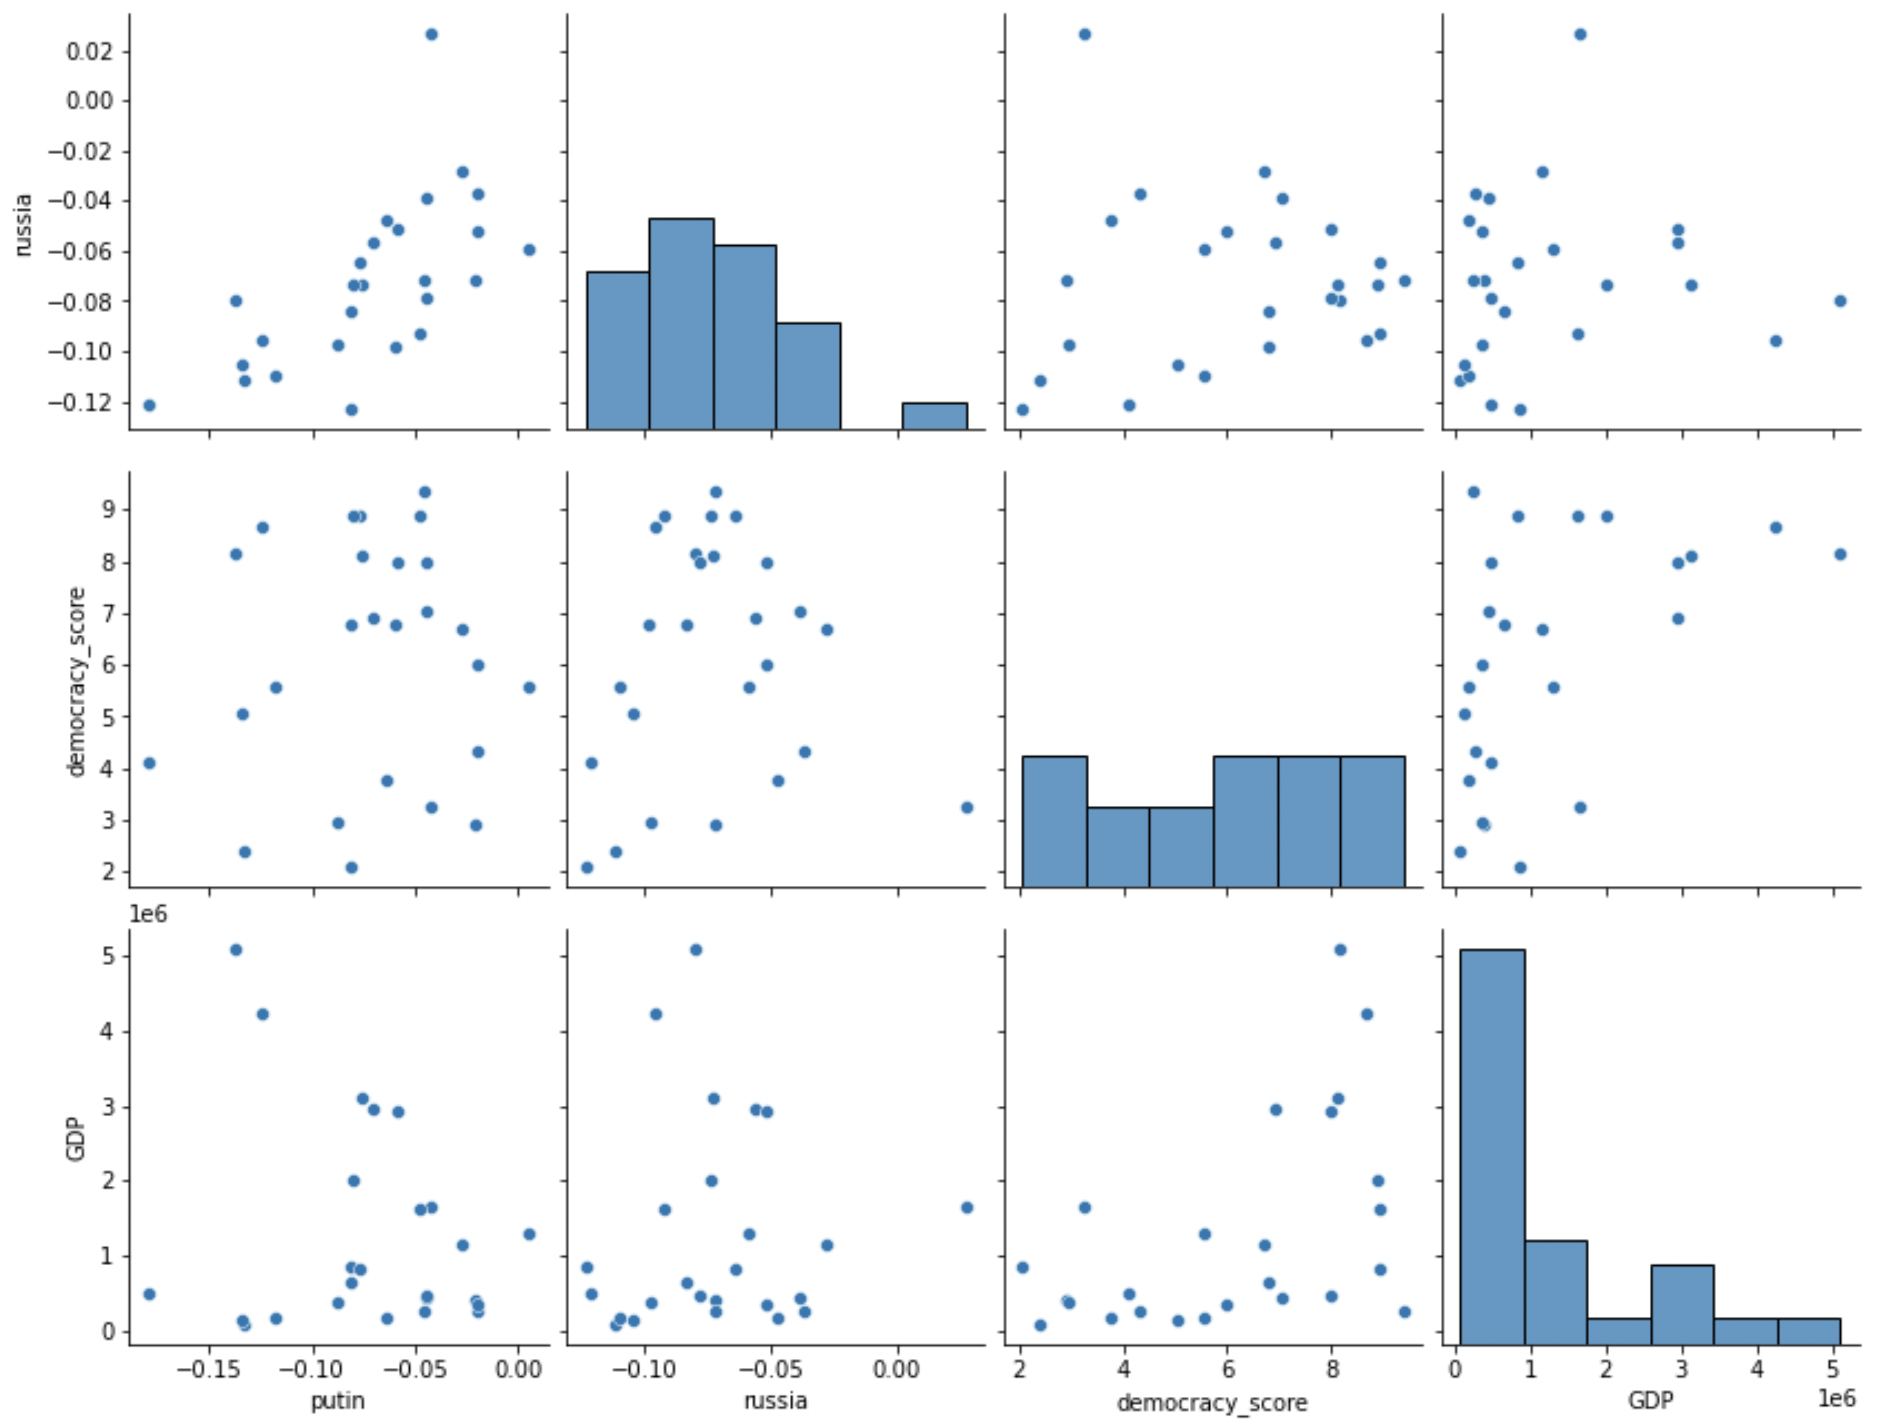 0.02
0.00
−0.02
−0.04
−0.06
−0.08
−0.10
−0.12
russia
9
8
7
6
5
4
3
2
democracy_score
1e6
5
4
3
2
1
0
GDP
−0.15 −0.10 −0.05 0.00
putin
−0.10 −0.05 0.00
russia
2 4 6 8
democracy_score
0 1 2 3 4 5
1e6
GDP